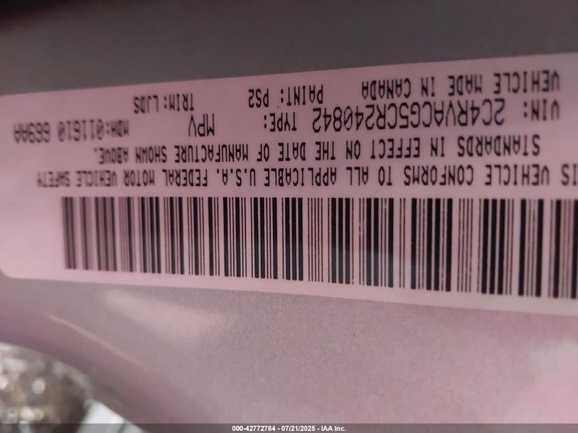 IS VEHICLE CONFORMS TO ALL APPLICABLE U.S.A. FEDERAL MOTOR VEHICLE SAFETY
STANDARDS IN EFFECT ON THE DATE OF MANUFACTURE SHOWN ABOVE.
VIN: 2C4RVACG5CR240842 TYPE: MPV MDH:011610 669AA
VEHICLE MADE IN CANADA PAINT: PS2 TRIM: LJDS
000-42772764 - 07/21/2025 - IAA Inc.